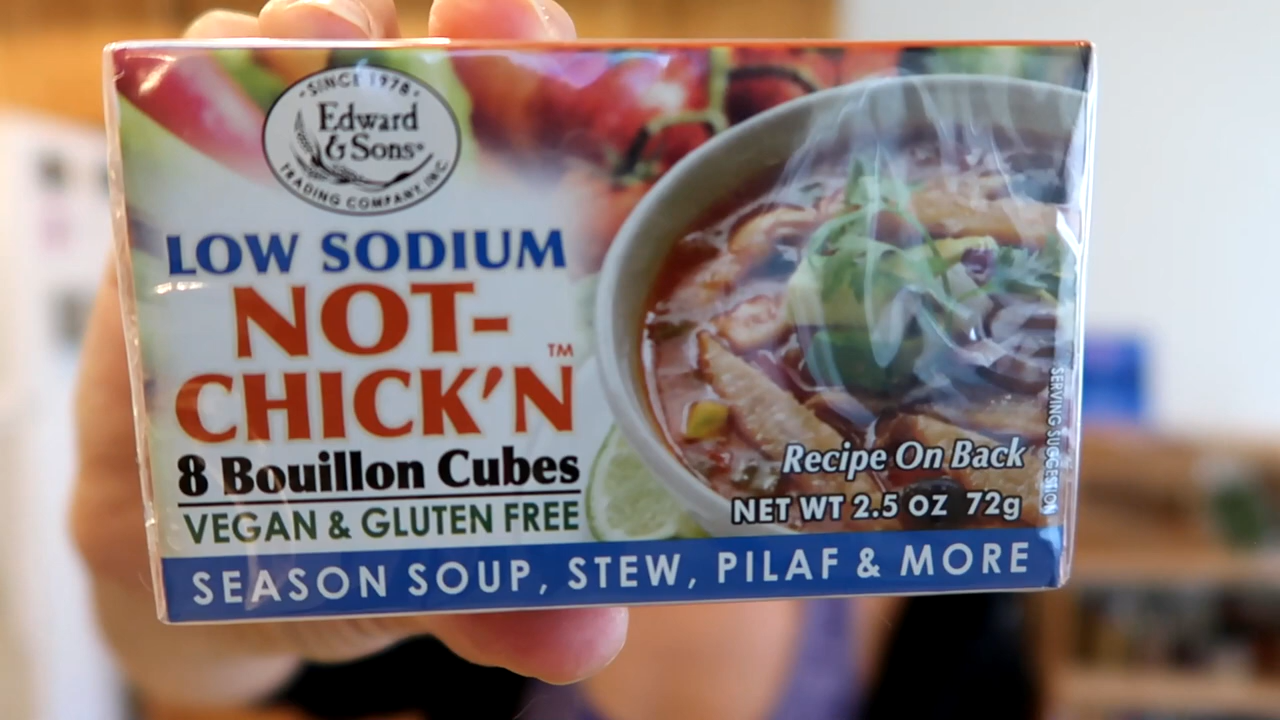 • SINCE 1978 •
Edward
& Sons®
TRADING COMPANY, INC.
LOW SODIUM
NOT-
CHICK'N™
8 Bouillon Cubes
VEGAN & GLUTEN FREE
Recipe On Back
NET WT 2.5 OZ 72g
SERVING SUGGESTION
SEASON SOUP, STEW, PILAF & MORE